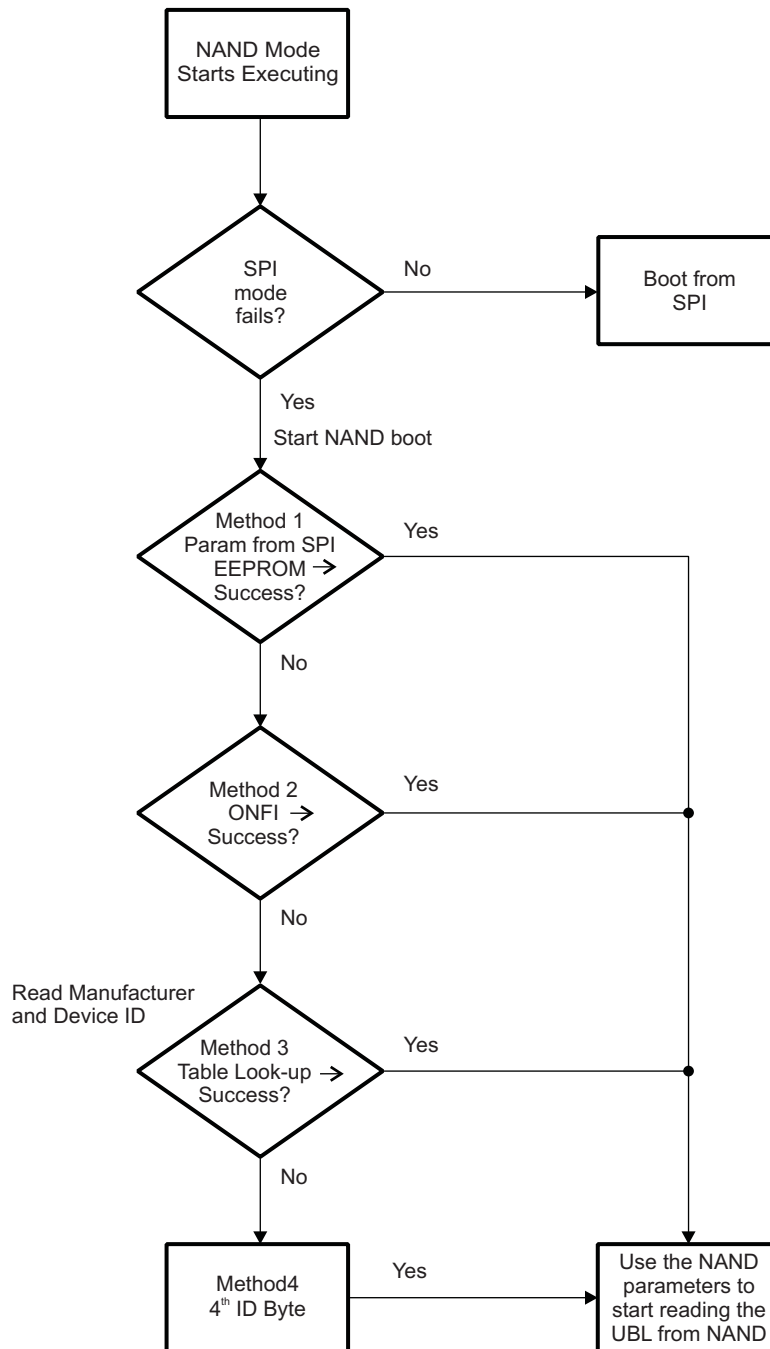 NAND Mode
Starts Executing
SPI
mode
fails?
No
Boot from
SPI
Yes
Start NAND boot
Method 1
Param from SPI
EEPROM →
Success?
Yes
No
Method 2
ONFI →
Success?
Yes
No
Read Manufacturer
and Device ID
Method 3
Table Look-up →
Success?
Yes
No
Method4
4th ID Byte
Yes
Use the NAND
parameters to
start reading the
UBL from NAND